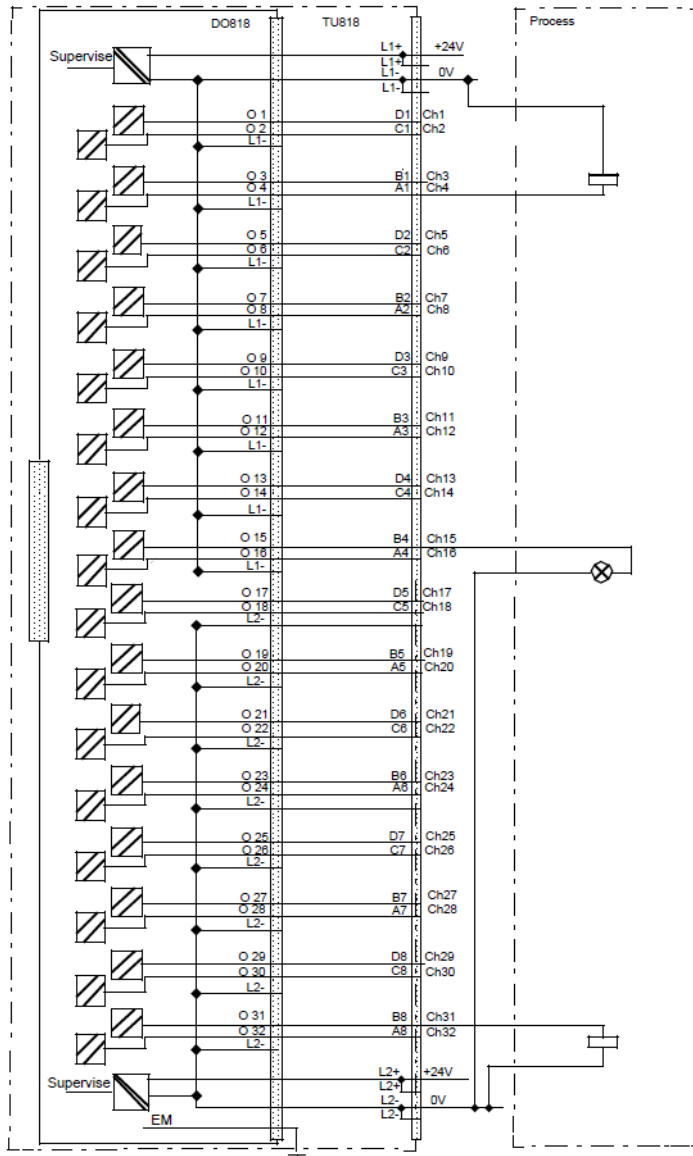 DO818 TU818 Process
Supervise L1+ +24V
L1+
L1- 0V
L1-
O 1 D1 Ch1
O 2 C1 Ch2
L1-
O 3 B1 Ch3
O 4 A1 Ch4
L1-
O 5 D2 Ch5
O 6 C2 Ch6
L1-
O 7 B2 Ch7
O 8 A2 Ch8
L1-
O 9 D3 Ch9
O 10 C3 Ch10
L1-
O 11 B3 Ch11
O 12 A3 Ch12
L1-
O 13 D4 Ch13
O 14 C4 Ch14
L1-
O 15 B4 Ch15
O 16 A4 Ch16
L1-
O 17 D5 Ch17
O 18 C5 Ch18
L2-
O 19 B5 Ch19
O 20 A5 Ch20
L2-
O 21 D6 Ch21
O 22 C6 Ch22
L2-
O 23 B6 Ch23
O 24 A6 Ch24
L2-
O 25 D7 Ch25
O 26 C7 Ch26
L2-
O 27 B7 Ch27
O 28 A7 Ch28
L2-
O 29 D8 Ch29
O 30 C8 Ch30
L2-
O 31 B8 Ch31
O 32 A8 Ch32
L2-
L2+ +24V
Supervise L2+
L2- 0V
L2-
EM